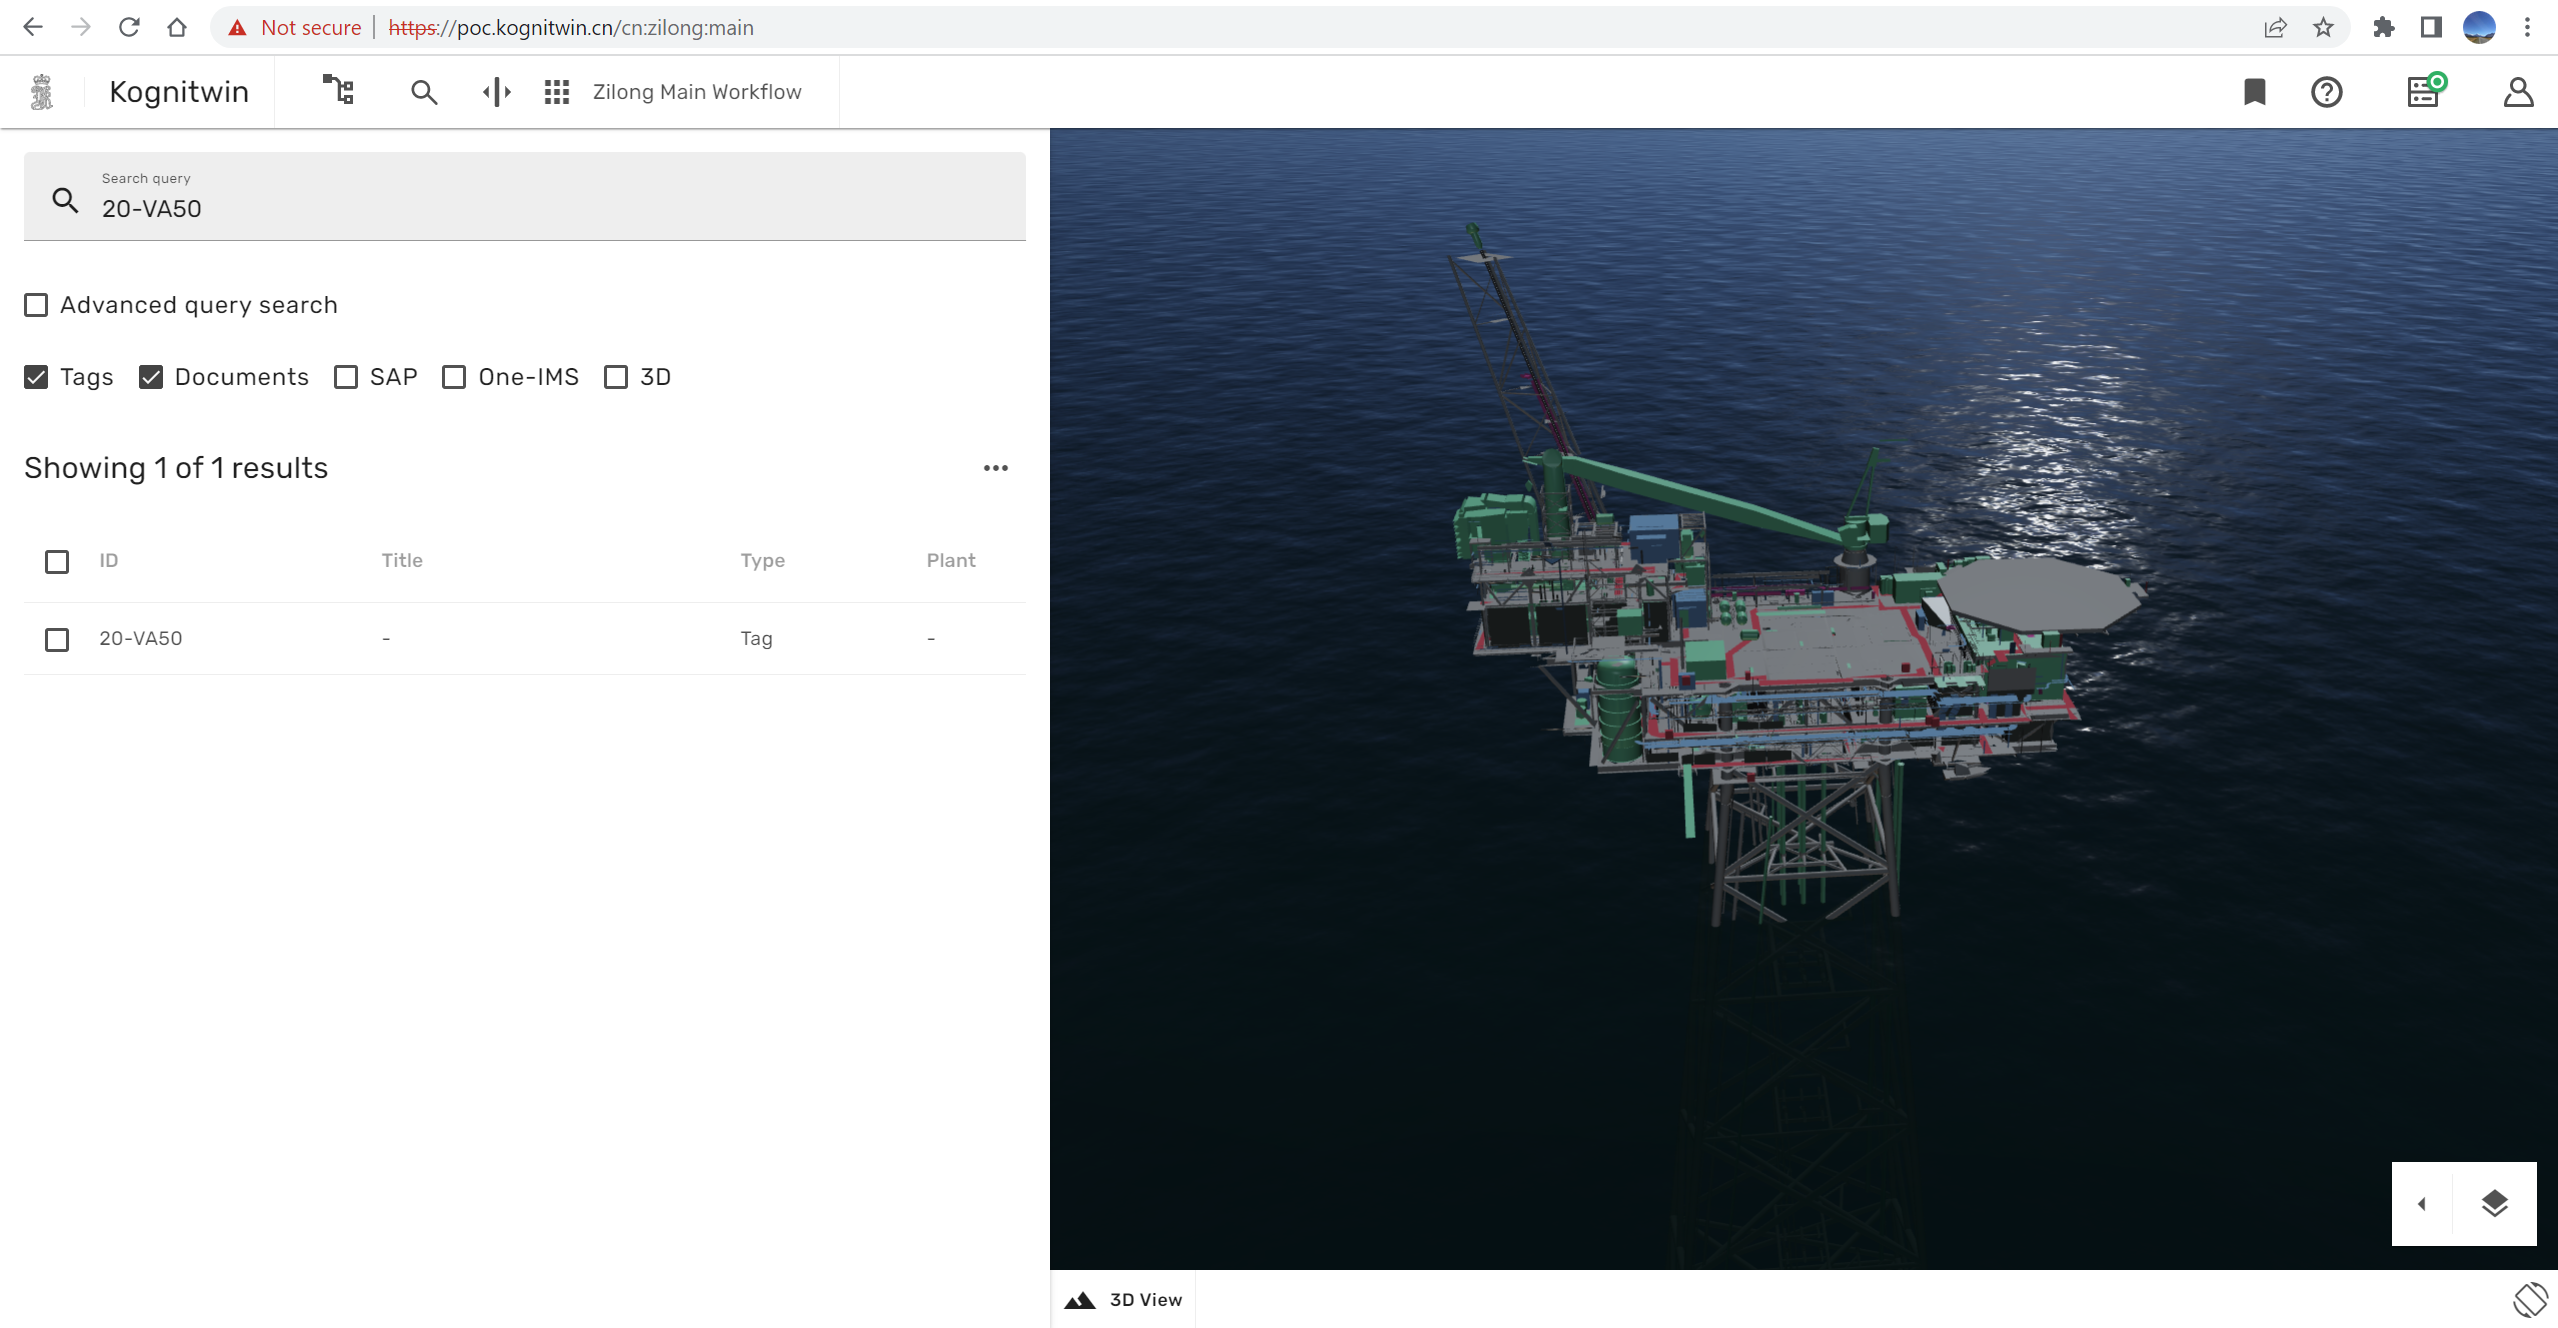 Not secure | https://poc.kognitwin.cn/cn:zilong:main
Kognitwin
Zilong Main Workflow
Search query
20-VA50
Advanced query search
Tags Documents SAP One-IMS 3D
Showing 1 of 1 results
ID Title Type Plant
20-VA50 - Tag -
3D View